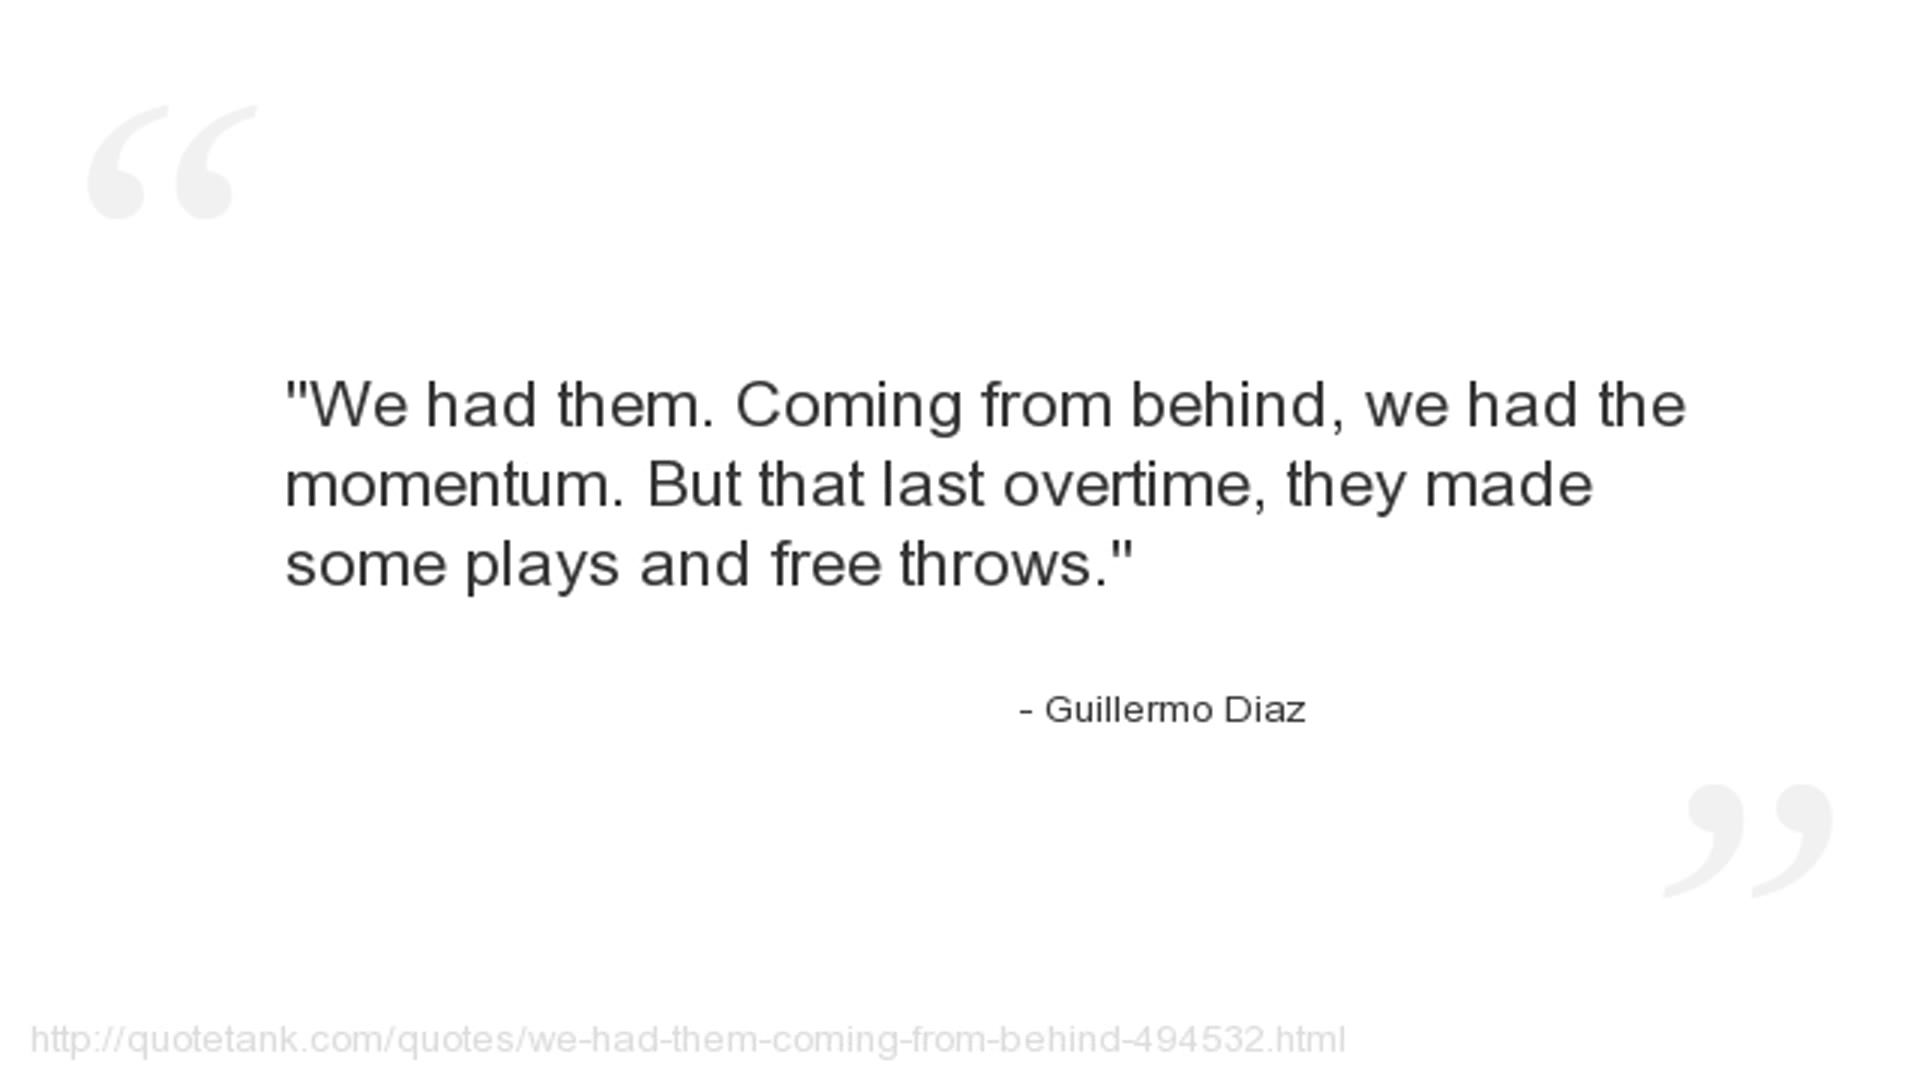 "We had them. Coming from behind, we had the
momentum. But that last overtime, they made
some plays and free throws."
- Guillermo Diaz
http://quotetank.com/quotes/we-had-them-coming-from-behind-494532.html